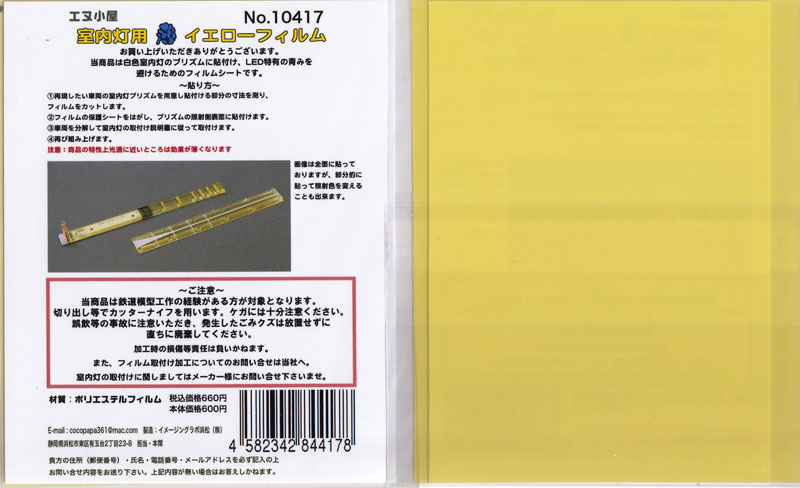 エヌ小屋
No.10417
室内灯用 イエローフィルム
お買い上げいただきありがとうございます。
当商品は白色室内灯のプリズムに貼付け、LED特有の青みを
避けるためのフィルムシートです。
～貼り方～
①再現したい車両の室内灯プリズムを用意し貼付ける部分の寸法を測り、
フィルムをカットします。
②フィルムの保護シートをはがし、プリズムの照射側表面に貼付けます。
③車両を分解して室内灯の取付け説明書に従って取付けます。
④再び組み上げます。
注意：商品の特性上光源に近いところは効果が薄くなります
画像は全面に貼って
おりますが、部分的に
貼って照射色を変える
ことも出来ます。
～ご注意～
当商品は鉄道模型工作の経験がある方が対象となります。
切り出し等でカッターナイフを用います。ケガには十分注意ください。
誤飲等の事故に注意いただき、発生したごみクズは放置せずに
直ちに廃棄してください。
加工時の損傷等責任は負いかねます。
また、フィルム取付け加工についてのお問い合せは当社へ。
室内灯の取付けに関しましてはメーカー様にお問い合せ下さいませ。
材質：ポリエステルフィルム 税込価格660円
本体価格600円
E-mail : cocopapa361@mac.com 製造：イメージングラボ浜松（株）
静岡県浜松市東区有玉台2丁目23-8 担当・本間
4 582342 844178
貴方の住所（郵便番号）・氏名・電話番号・メールアドレスを必ず記入の上
お問い合せ内容をお送り下さい。上記内容が無い場合はお答えしかねます。